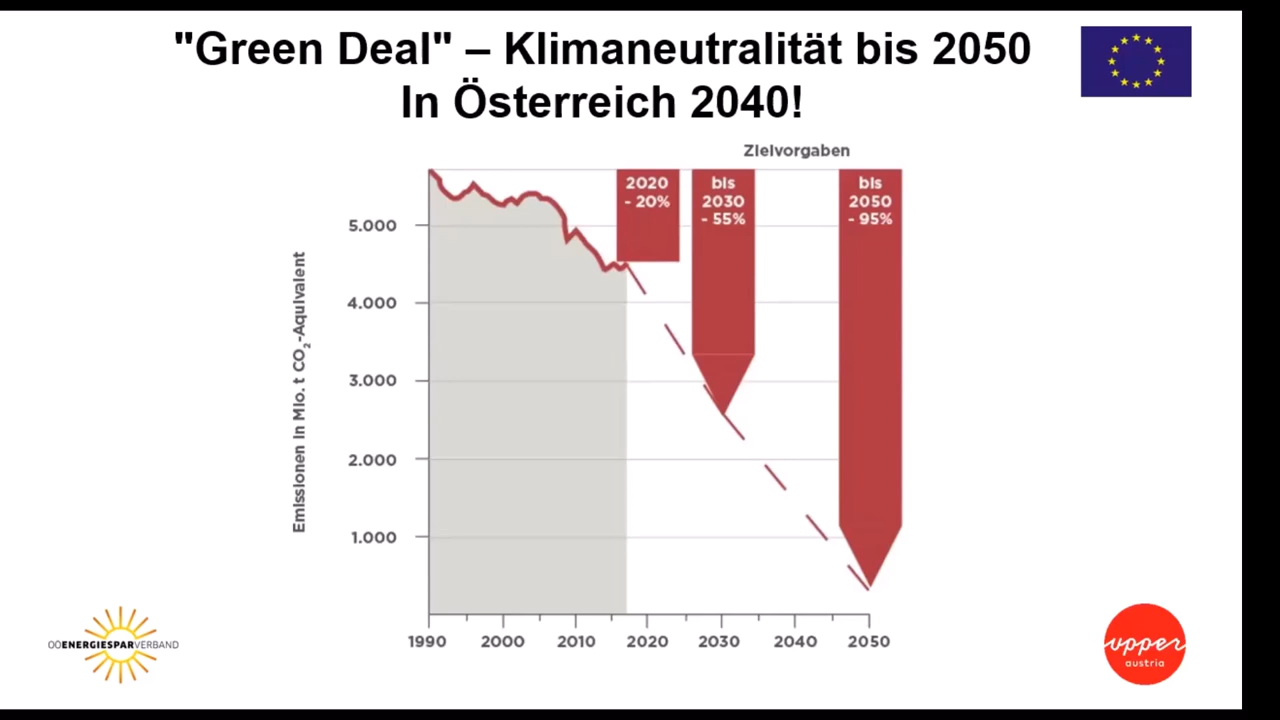 "Green Deal" – Klimaneutralität bis 2050
In Österreich 2040!
Zielvorgaben
2020
- 20%
bis
2030
- 55%
bis
2050
- 95%
Emissionen in Mio. t CO₂-Äquivalent
5.000
4.000
3.000
2.000
1.000
1990
2000
2010
2020
2030
2040
2050
OÖENERGIESPARVERBAND
upper
austria